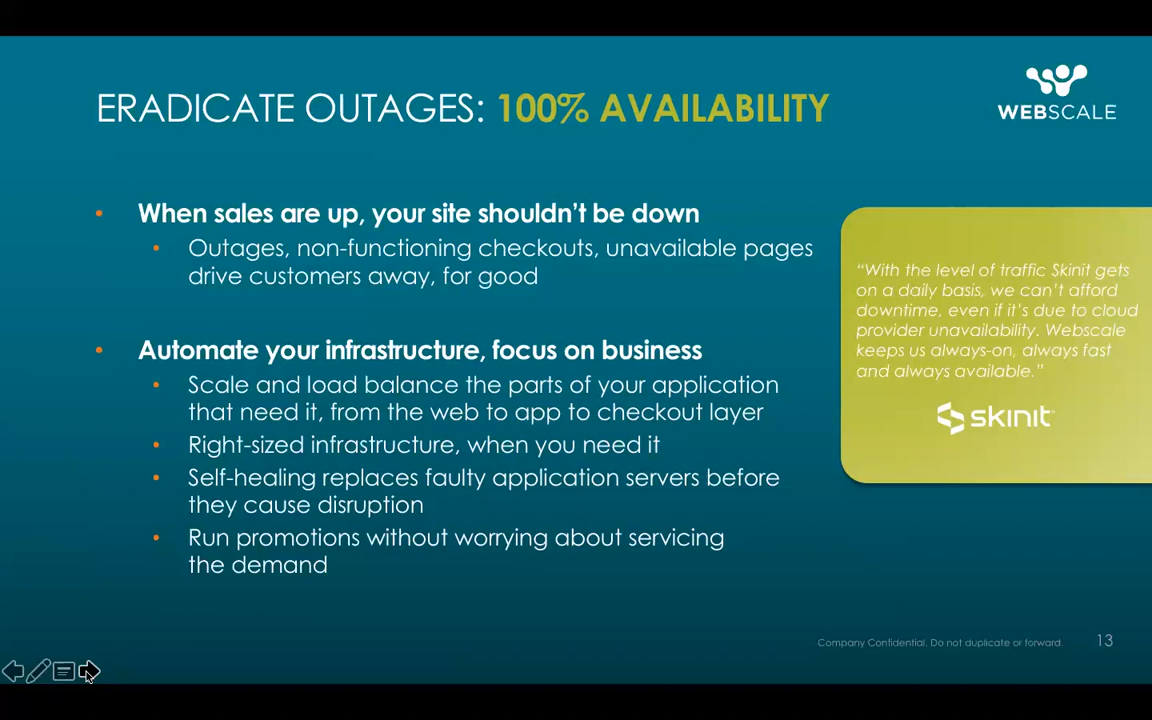 ERADICATE OUTAGES: 100% AVAILABILITY
WEBSCALE
• When sales are up, your site shouldn't be down
• Outages, non-functioning checkouts, unavailable pages
drive customers away, for good
• Automate your infrastructure, focus on business
• Scale and load balance the parts of your application
that need it, from the web to app to checkout layer
• Right-sized infrastructure, when you need it
• Self-healing replaces faulty application servers before
they cause disruption
• Run promotions without worrying about servicing
the demand
“With the level of traffic Skinit gets
on a daily basis, we can't afford
downtime, even if it's due to cloud
provider unavailability. Webscale
keeps us always-on, always fast
and always available.”
skinit
Company Confidential. Do not duplicate or forward.
13